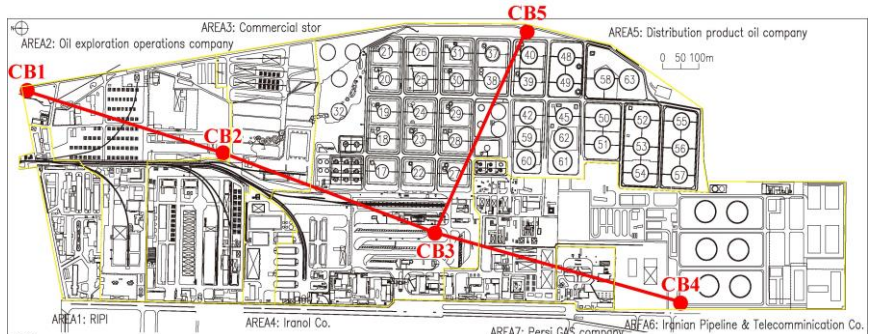 CB5
AREA3: Commercial stor
AREA5: Distribution product oil company
AREA2: Oil exploration operations company
0 50 100m
CB1
21 26 31 37 40 48
20 25 30 38 39 49
58 63
32
19 24 29 42 45 50 52 55
18 23 28 59 62 51 53 56
17 22 27 60 61 54 57
CB2
CB3
CB4
AREA1: RIPI
AREA4: Iranol Co.
AREA6: Iranian Pipeline & Telecomminication Co.
AREA7: Persi GAS company